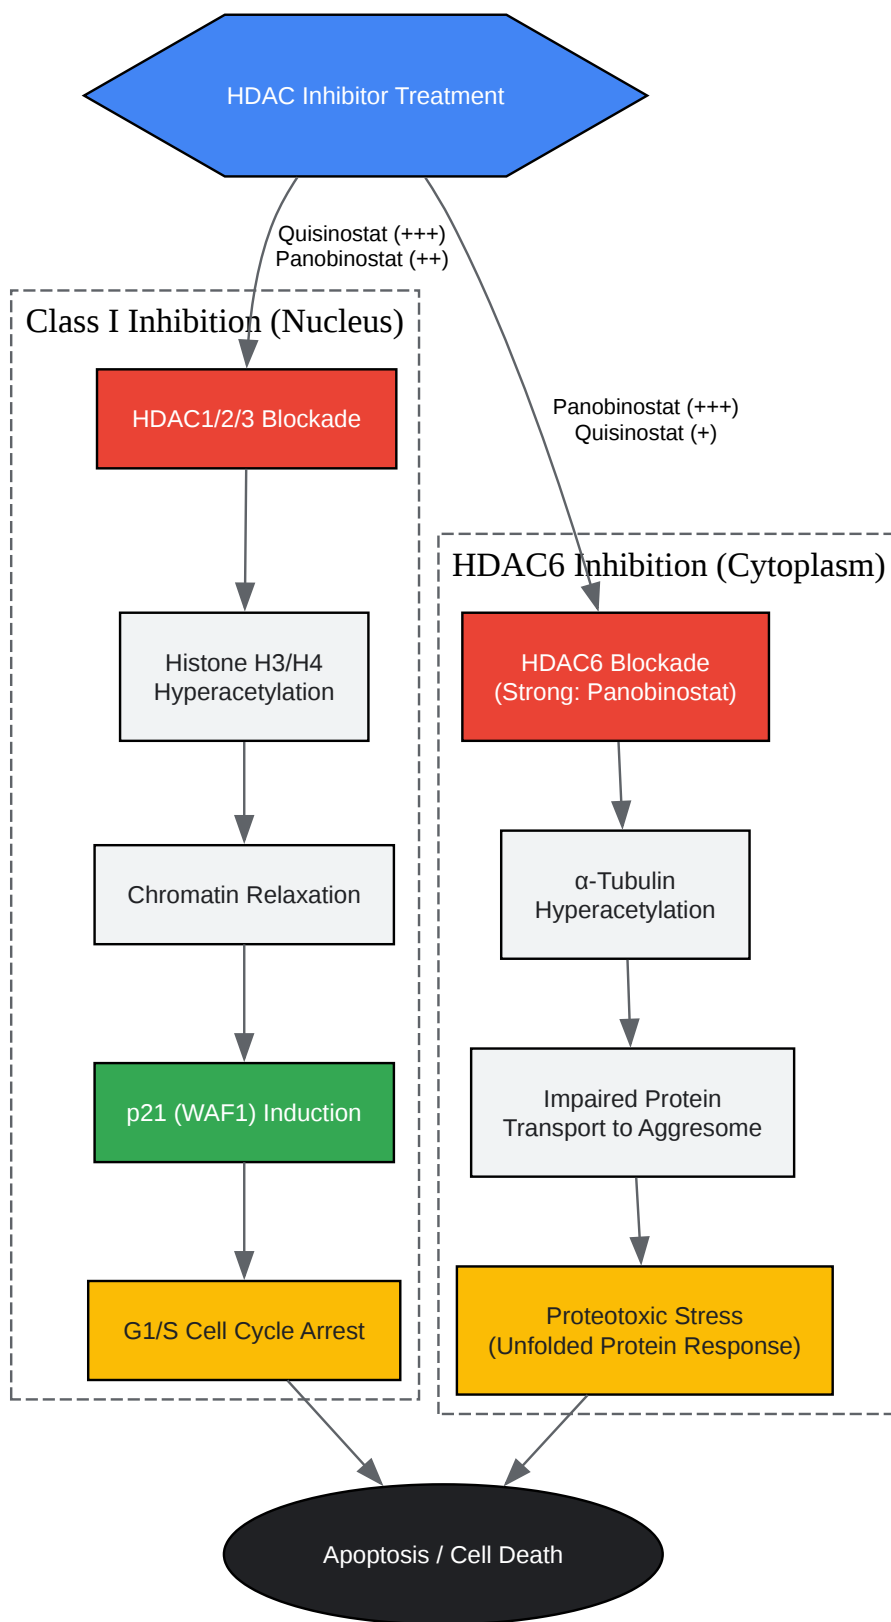 HDAC Inhibitor Treatment
Quisinostat (+++)
Panobinostat (++)
Class I Inhibition (Nucleus)
HDAC1/2/3 Blockade
Histone H3/H4
Hyperacetylation
Chromatin Relaxation
p21 (WAF1) Induction
G1/S Cell Cycle Arrest
Panobinostat (+++)
Quisinostat (+)
HDAC6 Inhibition (Cytoplasm)
HDAC6 Blockade
(Strong: Panobinostat)
α-Tubulin
Hyperacetylation
Impaired Protein
Transport to Aggresome
Proteotoxic Stress
(Unfolded Protein Response)
Apoptosis / Cell Death